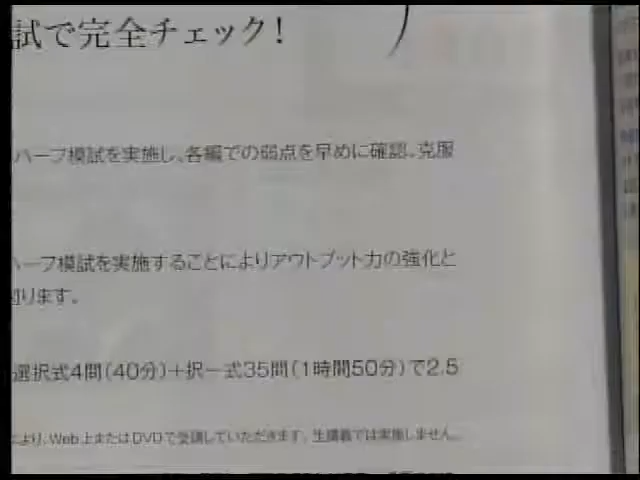 試で完全チェック!
ハーフ模試を実施し、各編での弱点を早めに確認、克服
ハーフ模試を実施することによりアウトプット力の強化と
図ります。
選択式4問(40分)+択一式35問(1時間50分)で2.5
により、Web上またはDVDで受講していただきます。生講義では実施しません。